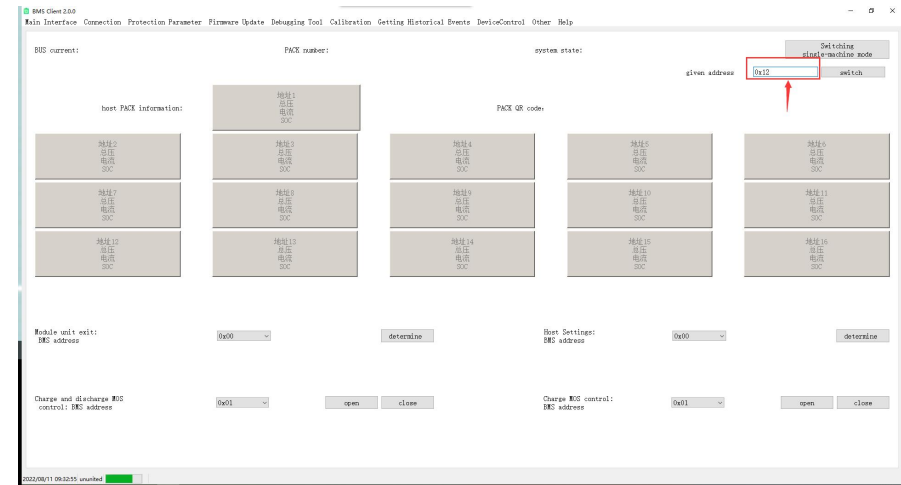 BMS Client 2.0.0
Main Interface Connection Protection Parameter Firmware Update Debugging Tool Calibration Getting Historical Events DeviceControl Other Help
BUS current: PACK number: system state: Switching
single-machine mode
given address 0x12 switch
host PACK information: PACK QR code:
地址1
总压
电流
SOC
地址2
总压
电流
SOC
地址3
总压
电流
SOC
地址4
总压
电流
SOC
地址5
总压
电流
SOC
地址6
总压
电流
SOC
地址7
总压
电流
SOC
地址8
总压
电流
SOC
地址9
总压
电流
SOC
地址10
总压
电流
SOC
地址11
总压
电流
SOC
地址12
总压
电流
SOC
地址13
总压
电流
SOC
地址14
总压
电流
SOC
地址15
总压
电流
SOC
地址16
总压
电流
SOC
Module unit exit:
BMS address
0x00 determine
Host Settings:
BMS address
0x00 determine
Charge and discharge MOS
control: BMS address
0x01 open close
Charge MOS control:
BMS address
0x01 open close
2022/08/11 09:32:55 ununited